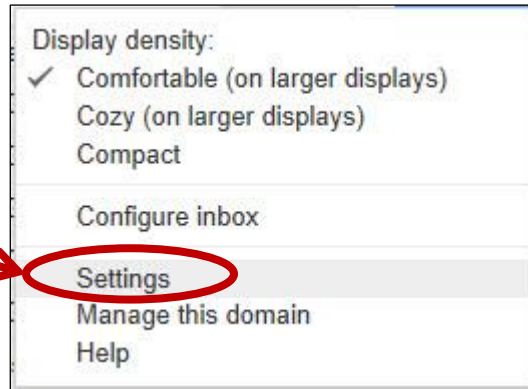 Display density:
Comfortable (on larger displays)
Cozy (on larger displays)
Compact
Configure inbox
Settings
Manage this domain
Help